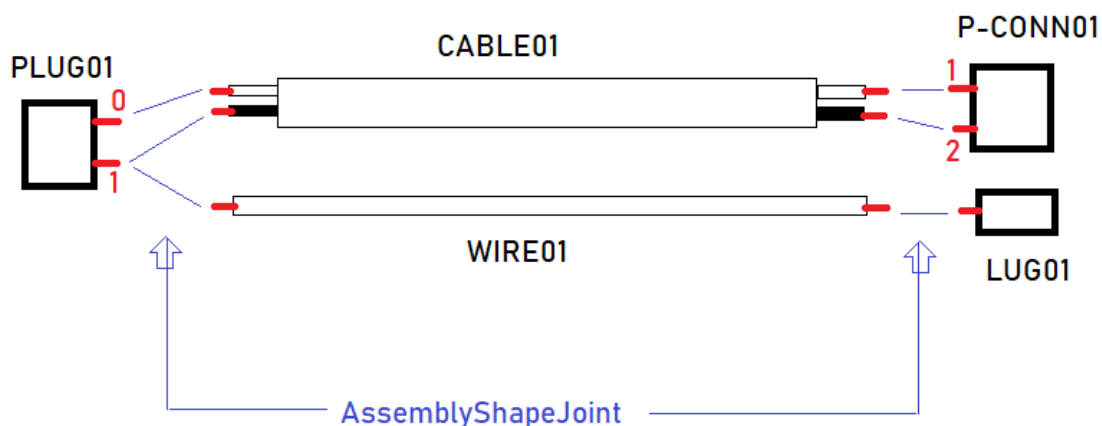 P-CONN01
CABLE01
PLUG01
0
1
1
2
WIRE01
LUG01
AssemblyShapeJoint